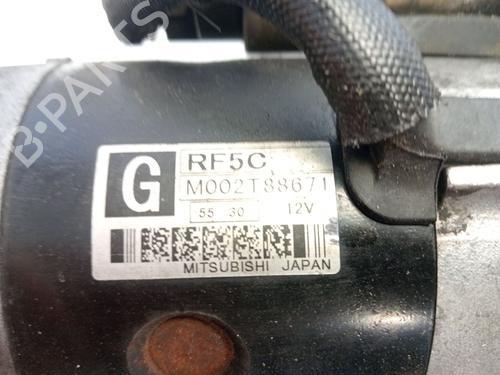 B-PARTS
G
RF5C
M002T88671
55 30 12V
MITSUBISHI JAPAN